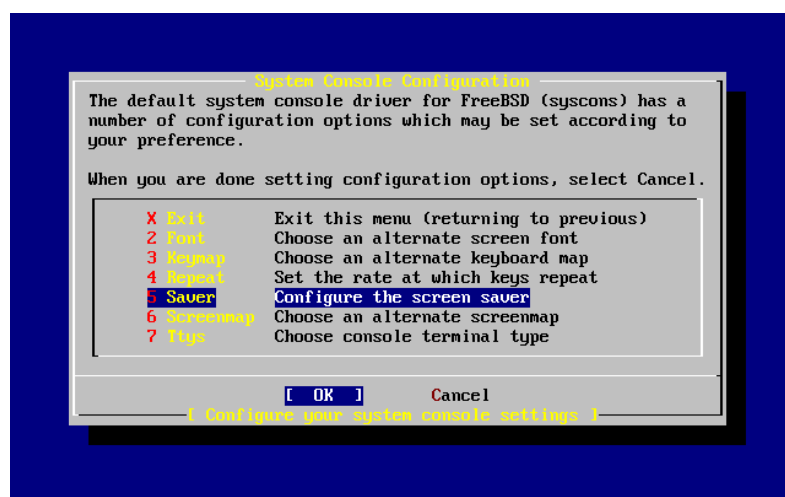 System Console Configuration
The default system console driver for FreeBSD (syscons) has a
number of configuration options which may be set according to
your preference.
When you are done setting configuration options, select Cancel.
X Exit Exit this menu (returning to previous)
2 Font Choose an alternate screen font
3 Keymap Choose an alternate keyboard map
4 Repeat Set the rate at which keys repeat
5 Saver Configure the screen saver
6 Screenmap Choose an alternate screenmap
7 Ttys Choose console terminal type
[ OK ] Cancel
[ Configure your system console settings ]